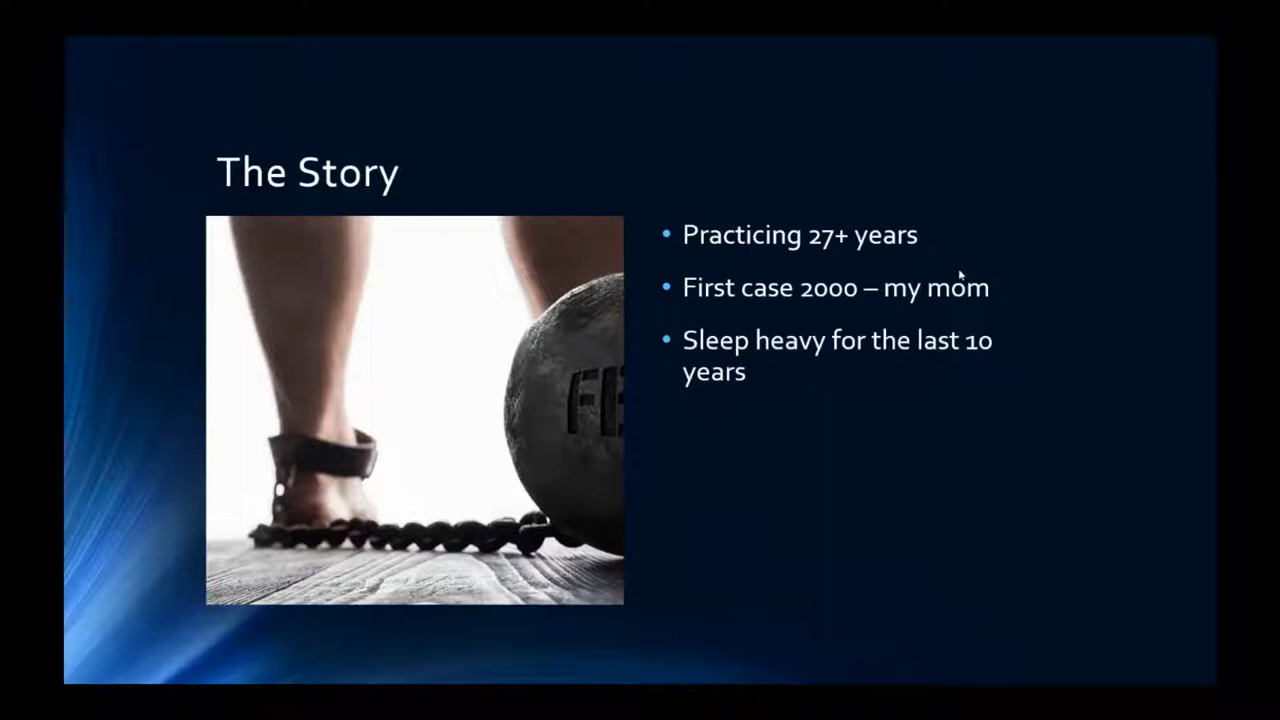 The Story
Practicing 27+ years
First case 2000 – my mom
Sleep heavy for the last 10
years